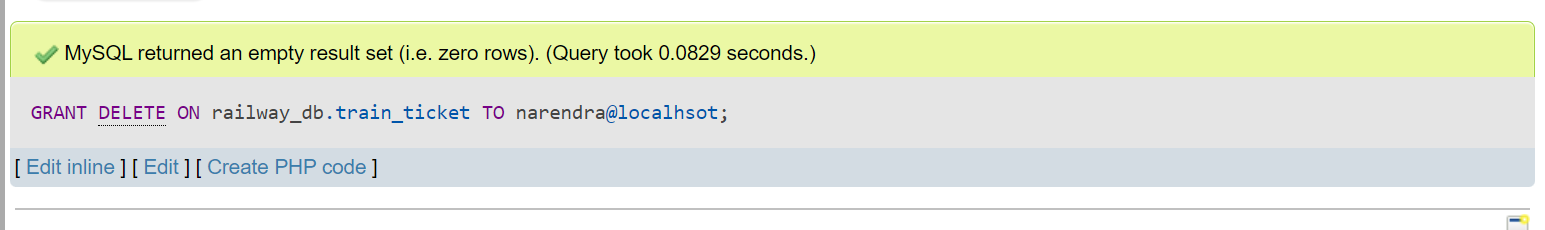 MySQL returned an empty result set (i.e. zero rows). (Query took 0.0829 seconds.)
GRANT DELETE ON railway_db.train_ticket TO narendra@localhsot;
[ Edit inline ] [ Edit ] [ Create PHP code ]